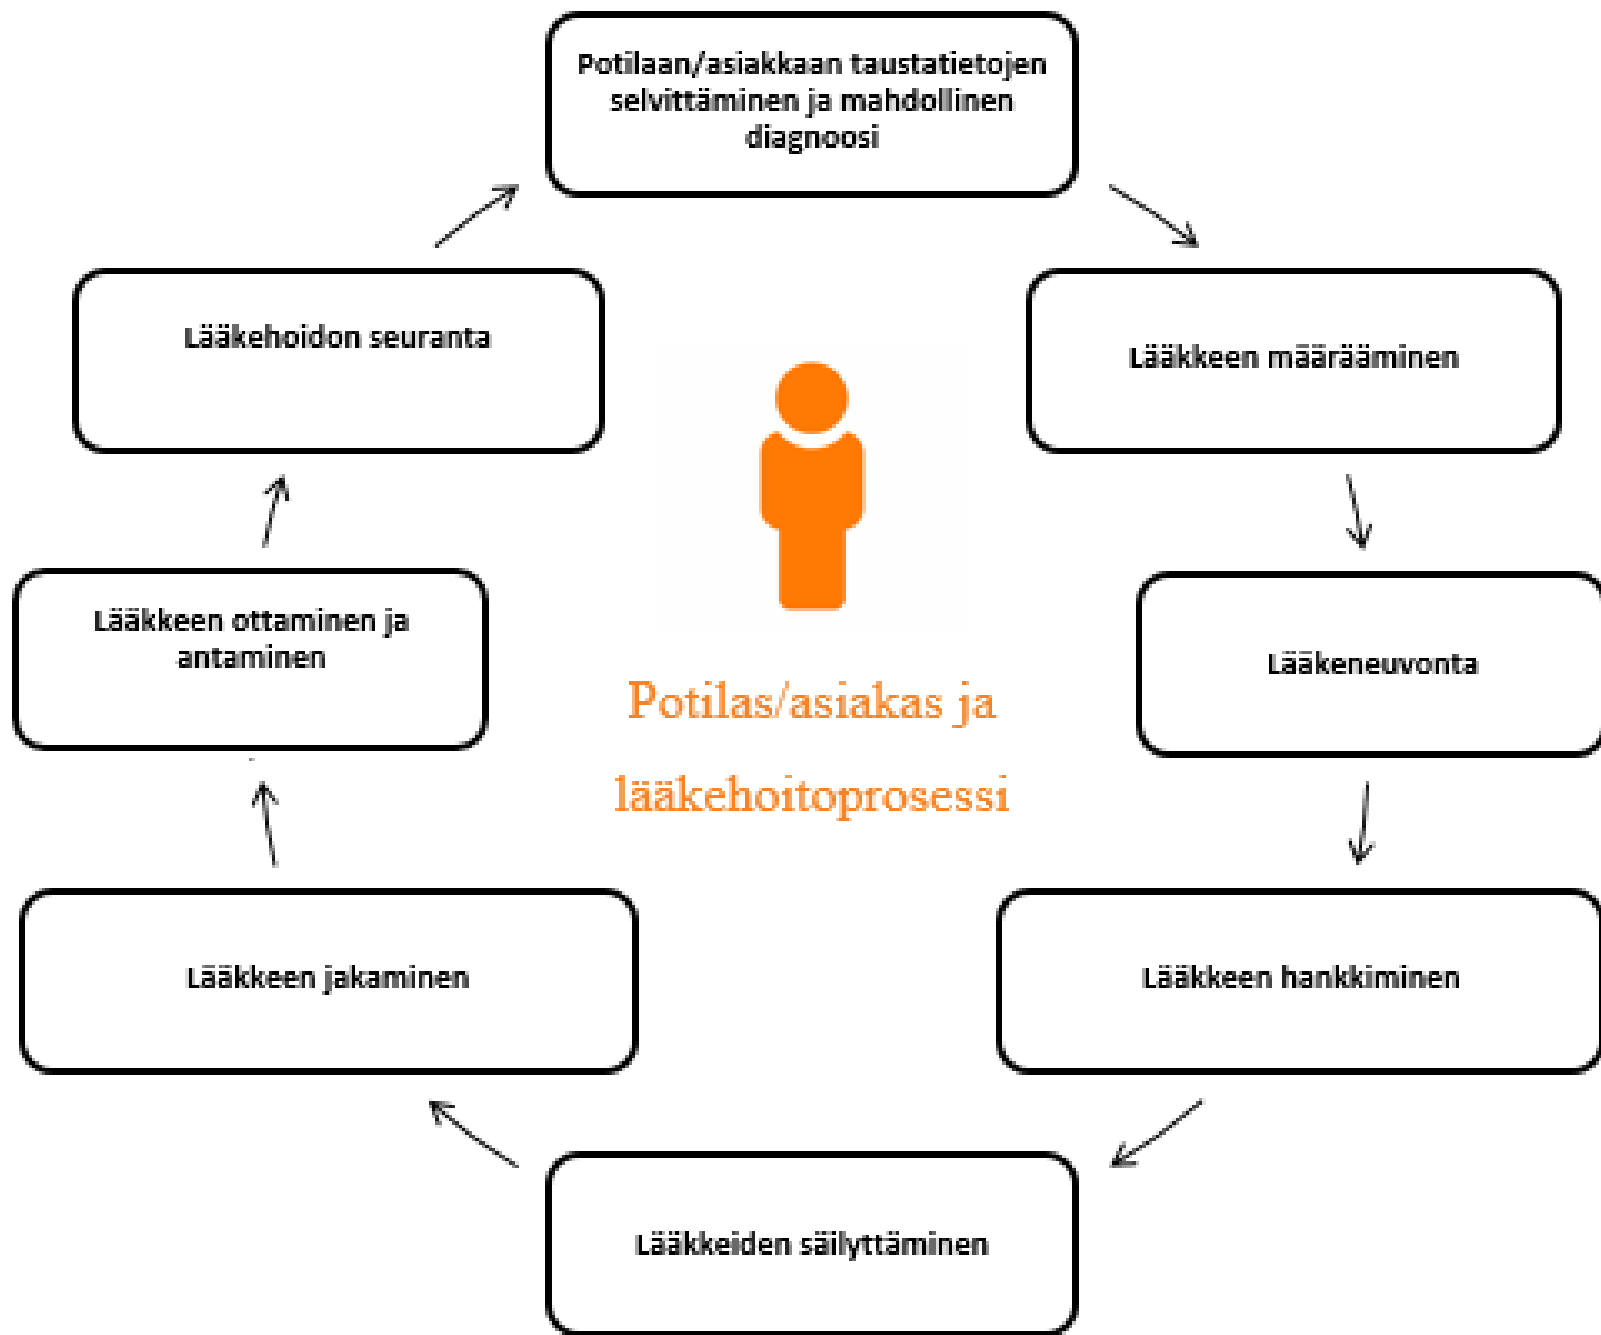 Potilaan/asiakkaan taustatietojen
selvittäminen ja mahdollinen
diagnoosi
Lääkkeen määrääminen
Lääkeneuvonta
Lääkkeen hankkiminen
Lääkkeiden säilyttäminen
Lääkkeen jakaminen
Lääkkeen ottaminen ja
antaminen
Lääkehoidon seuranta
Potilas/asiakas ja
lääkehoitoprosessi